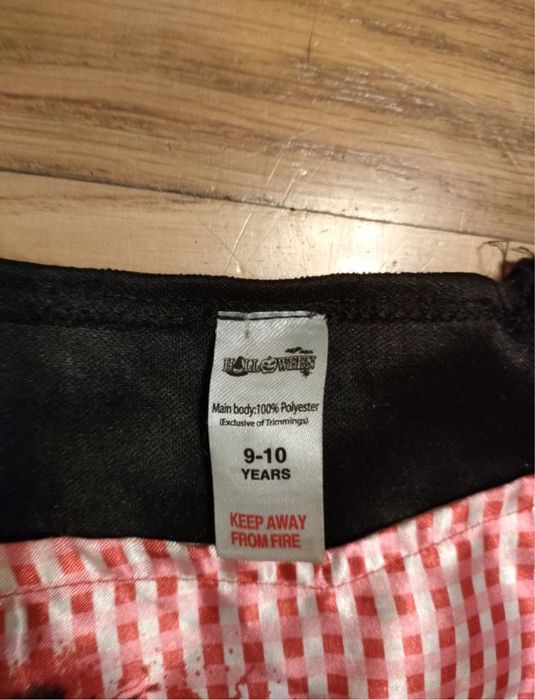 HALLOWEEN
Main body:100% Polyester
(Exclusive of Trimmings)
9-10
YEARS
KEEP AWAY
FROM FIRE